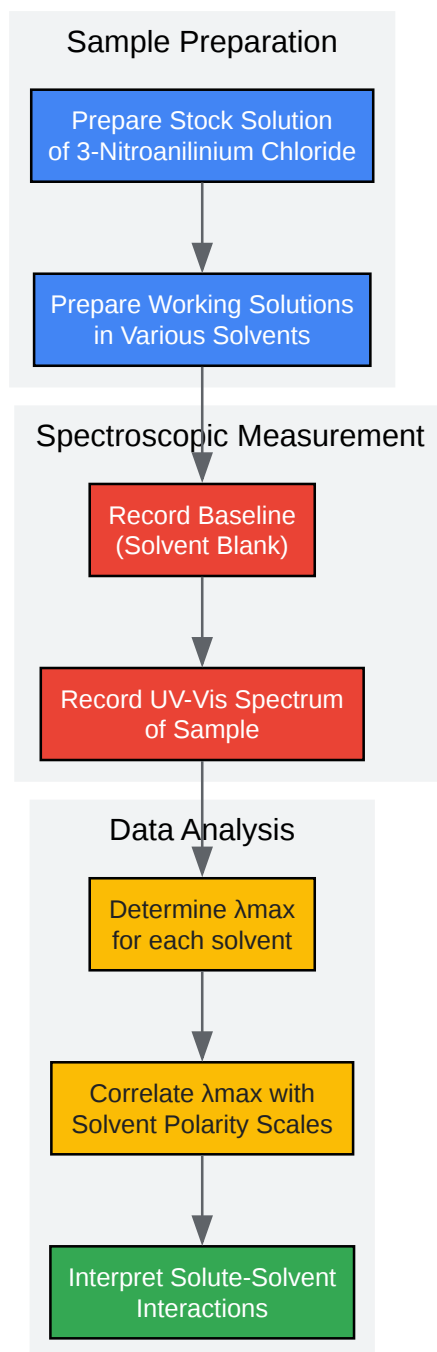 Sample Preparation
Prepare Stock Solution
of 3-Nitroanilinium Chloride
Prepare Working Solutions
in Various Solvents
Spectroscopic Measurement
Record Baseline
(Solvent Blank)
Record UV-Vis Spectrum
of Sample
Data Analysis
Determine λmax
for each solvent
Correlate λmax with
Solvent Polarity Scales
Interpret Solute-Solvent
Interactions